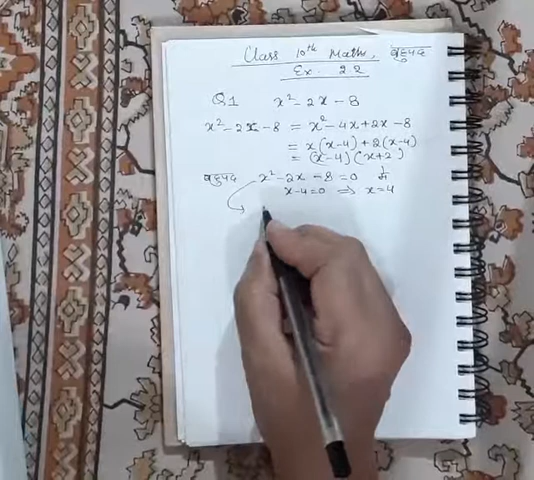 Class 10th Maths, बहुपद
Ex. 2.2
Q1 x² - 2x - 8
x² - 2x - 8 = x² - 4x + 2x - 8
= x(x-4) + 2(x-4)
= (x-4)(x+2)
बहुपद x² - 2x - 8 = 0 में
x-4=0 ⇒ x=4